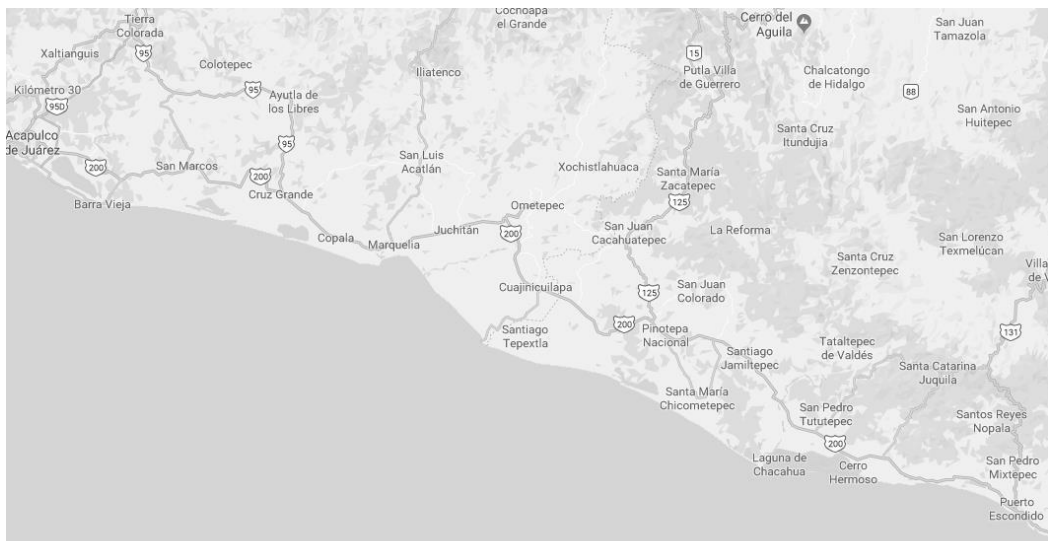 Cochoapa
el Grande
Tierra
Colorada
Cerro del
Aguila
San Juan
Tamazola
Xaltianguis
95
Colotepec
15
Iliatenco
Putla Villa
de Guerrero
Chalcatongo
de Hidalgo
Kilómetro 30
95
88
95D
Ayutla de
los Libres
San Antonio
Huitepec
Acapulco
de Juárez
95
Santa Cruz
Itundujia
200
San Marcos
San Luis
Acatlán
Xochistlahuaca
Santa María
Zacatepec
200
Cruz Grande
Barra Vieja
125
Ometepec
Copala
Marquelia
Juchitán
200
San Juan
Cacahuatepec
La Reforma
San Lorenzo
Texmelúcan
Santa Cruz
Zenzontepec
Villa
de V
Cuajinicuilapa
125
San Juan
Colorado
Santiago
Tepextla
200
Pinotepa
Nacional
131
Tataltepec
de Valdés
Santiago
Jamiltepec
Santa Catarina
Juquila
Santa María
Chicometepec
San Pedro
Tututepec
Santos Reyes
Nopala
200
Laguna de
Chacahua
Cerro
Hermoso
San Pedro
Mixtepec
Puerto
Escondido